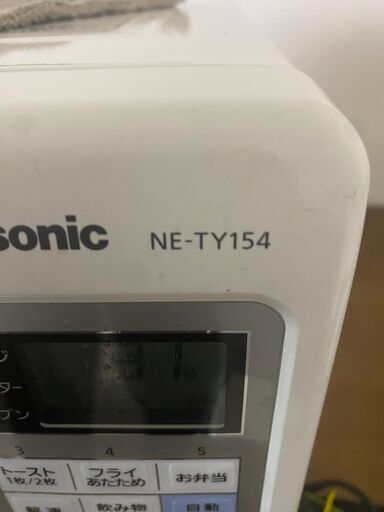 sonic NE-TY154
ジ
ター
ブン
3 4 5
トースト フライ お弁当
1枚/2枚 あたため
飲み物 自動